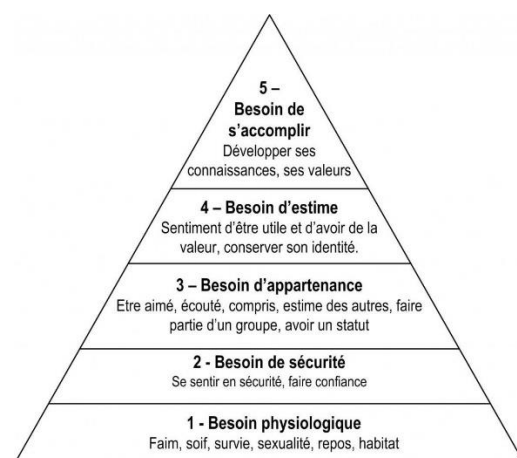 5 –
Besoin de
s'accomplir
Développer ses
connaissances, ses valeurs
4 – Besoin d'estime
Sentiment d'être utile et d'avoir de la
valeur, conserver son identité.
3 – Besoin d'appartenance
Etre aimé, écouté, compris, estime des autres, faire
partie d'un groupe, avoir un statut
2 - Besoin de sécurité
Se sentir en sécurité, faire confiance
1 - Besoin physiologique
Faim, soif, survie, sexualité, repos, habitat